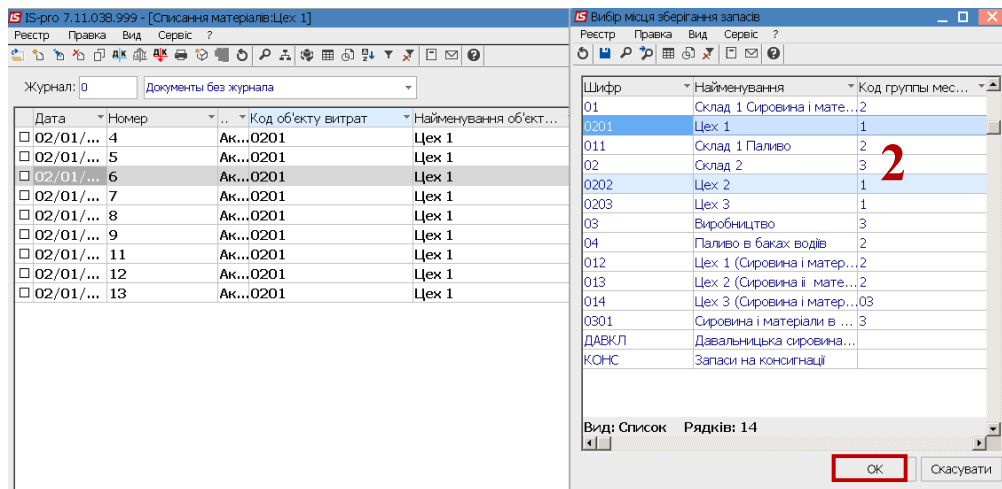 IS-pro 7.11.038.999 - [Списання матеріалів:Цех 1]
Реєстр Правка Вид Сервіс ?
Журнал: 0 Документы без журнала
Дата Номер .. Код об'єкту витрат Найменування об'єкт...
02/01/... 4 Ак... 0201 Цех 1
02/01/... 5 Ак... 0201 Цех 1
02/01/... 6 Ак... 0201 Цех 1
02/01/... 7 Ак... 0201 Цех 1
02/01/... 8 Ак... 0201 Цех 1
02/01/... 9 Ак... 0201 Цех 1
02/01/... 11 Ак... 0201 Цех 1
02/01/... 12 Ак... 0201 Цех 1
02/01/... 13 Ак... 0201 Цех 1
Вибір місця зберігання запасів
Реєстр Правка Вид Сервіс ?
Шифр Найменування Код группы мес...
01 Склад 1 Сировина і мате... 2
0201 Цех 1 1
011 Склад 1 Паливо 2
02 Склад 2 3
0202 Цех 2 1
0203 Цех 3 1
03 Виробництво 3
04 Паливо в баках водіїв 2
012 Цех 1 (Сировина і матер... 2
013 Цех 2 (Сировина іі мате... 2
014 Цех 3 (Сировина і матер... 03
0301 Сировина і матеріали в ... 3
ДАВКЛ Давальницька сировина...
КОНС Запаси на консигнації
2
Вид: Список Рядків: 14
ОК Скасувати